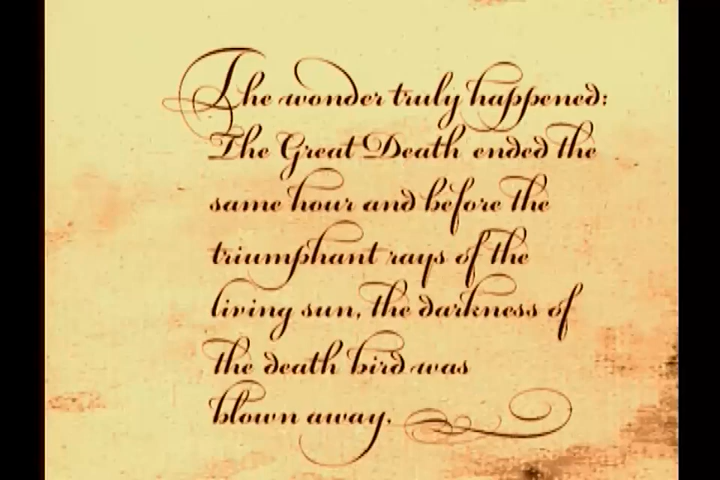 The wonder truly happened:
The Great Death ended the
same hour and before the
triumphant rays of the
living sun, the darkness of
the death bird was
blown away.